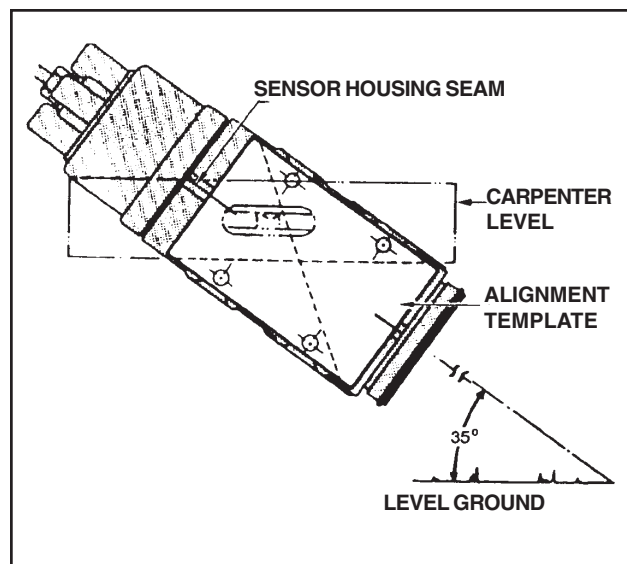 SENSOR HOUSING SEAM
CARPENTER
LEVEL
ALIGNMENT
TEMPLATE
35°
LEVEL GROUND